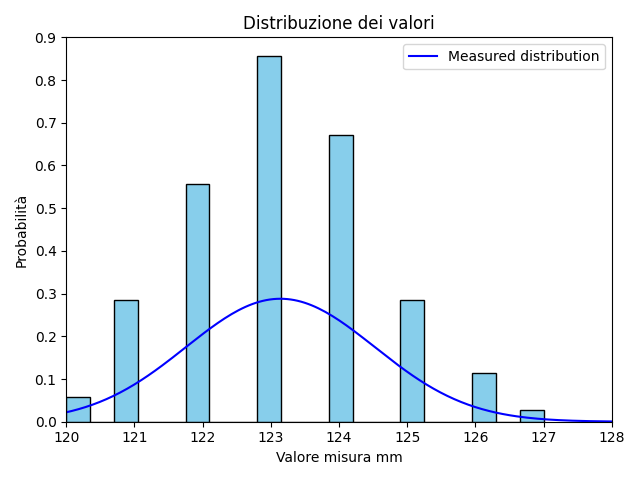 Distribuzione dei valori
Measured distribution
0.9
0.8
0.7
0.6
0.5
0.4
0.3
0.2
0.1
0.0
Probabilità
120 121 122 123 124 125 126 127 128
Valore misura mm